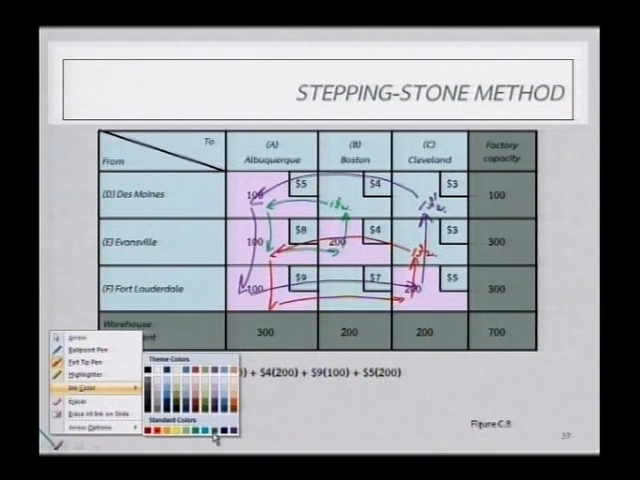 STEPPING-STONE METHOD
To
From
(A)
Albuquerque
(B)
Boston
(C)
Cleveland
Factory
capacity
(D) Des Moines
100
$5
$4
$3
100
(E) Evansville
100
$8
200
$4
$3
300
(F) Fort Lauderdale
100
$9
$7
200
$5
300
Warehouse
300
200
200
700
) + $4(200) + $9(100) + $5(200)
Figure C.8
Arrow
Ballpoint Pen
Felt Tip Pen
Highlighter
Ink Color
Eraser
Erase All Ink on Slide
Arrow Options
Theme Colors
Standard Colors